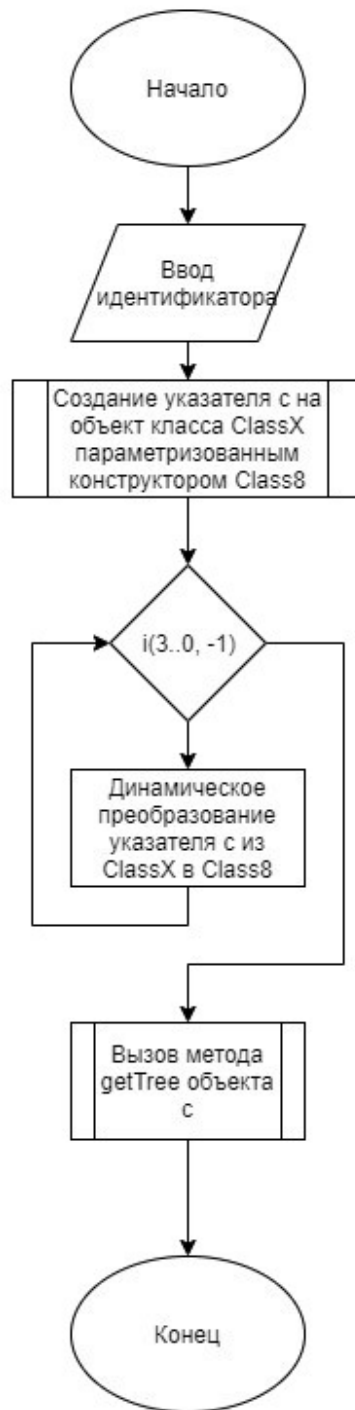 Начало
Ввод
идентификатора
Создание указателя с на
объект класса ClassX
параметризованным
конструктором Class8
i(3..0, -1)
Динамическое
преобразование
указателя с из
ClassX в Class8
Вызов метода
getTree объекта
с
Конец